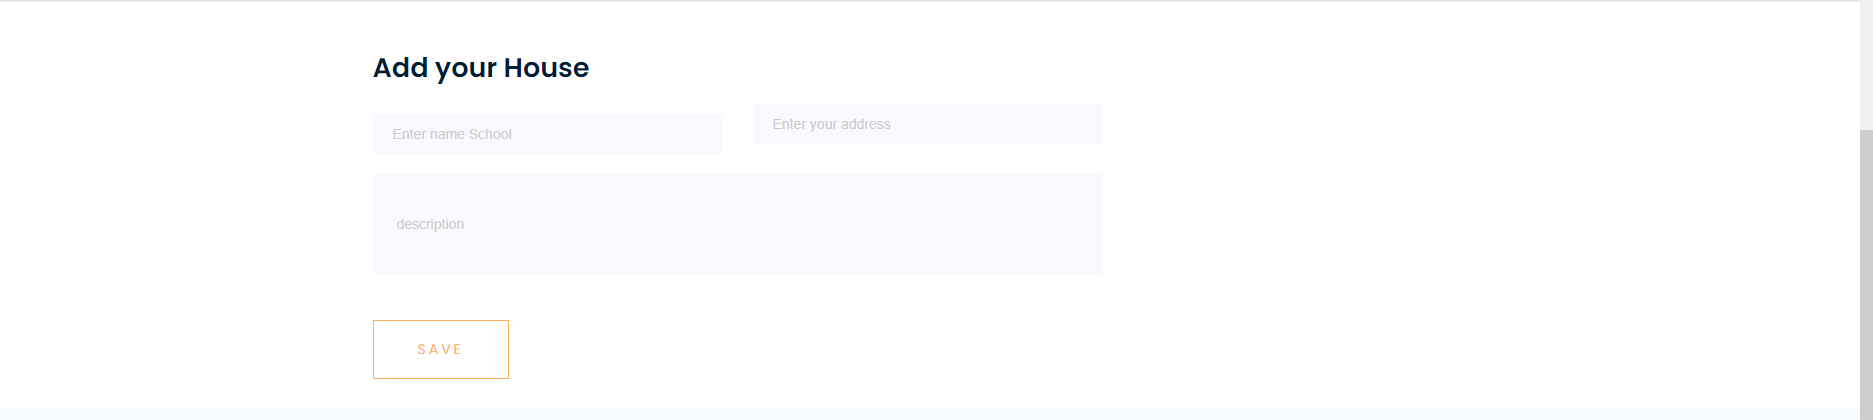 Add your House
Enter name School
Enter your address
description
SAVE